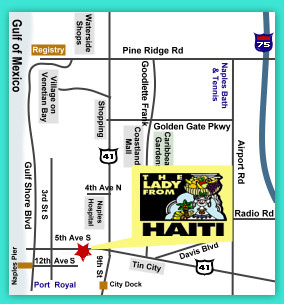 Gulf of Mexico
Waterside
Shops
Registry
Pine Ridge Rd
75
Village on
Venetian Bay
Goodlette Frank
Naples Bath
& Tennis
Shopping
Golden Gate Pkwy
Coastland
Mall
Caribbean
Gardens
Airport Rd
41
Gulf Shore Blvd
3rd St S
4th Ave N
Naples
Hospital
THE
LADY
FROM
HAITI
Radio Rd
5th Ave S
Davis Blvd
Naples Pier
12th Ave S
9th S
Tin City
41
Port Royal
City Dock